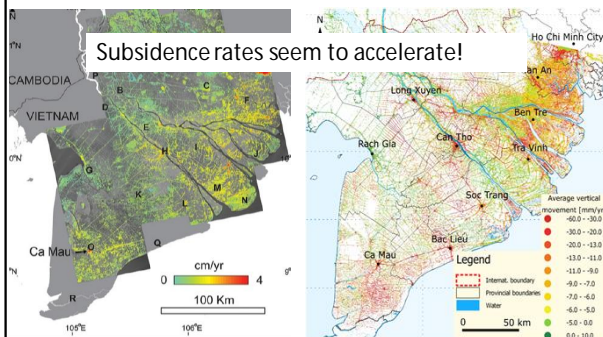 Subsidence rates seem to accelerate!
N
CAMBODIA
VIETNAM
P
B
C
D
E
F
H
I
J
G
K
L
M
N
O
Q
R
Ca Mau
cm/yr
0
4
100 Km
105°E
106°E
Ho Chi Minh City
Long Xuyen
Ben Tre
Rach Gia
Can Tho
Tra Vinh
Soc Trang
Bac Lieu
Ca Mau
Legend
Internat. boundary
Provincial boundaries
Water
0 50 km
Average vertical
movement [mm/yr]
-60.0 - -30.0
-30.0 - -20.0
-20.0 - -13.0
-13.0 - -11.0
-11.0 - -9.0
-9.0 - -7.0
-7.0 - -6.0
-6.0 - -5.0
-5.0 - 0.0
0.0 - 10.0